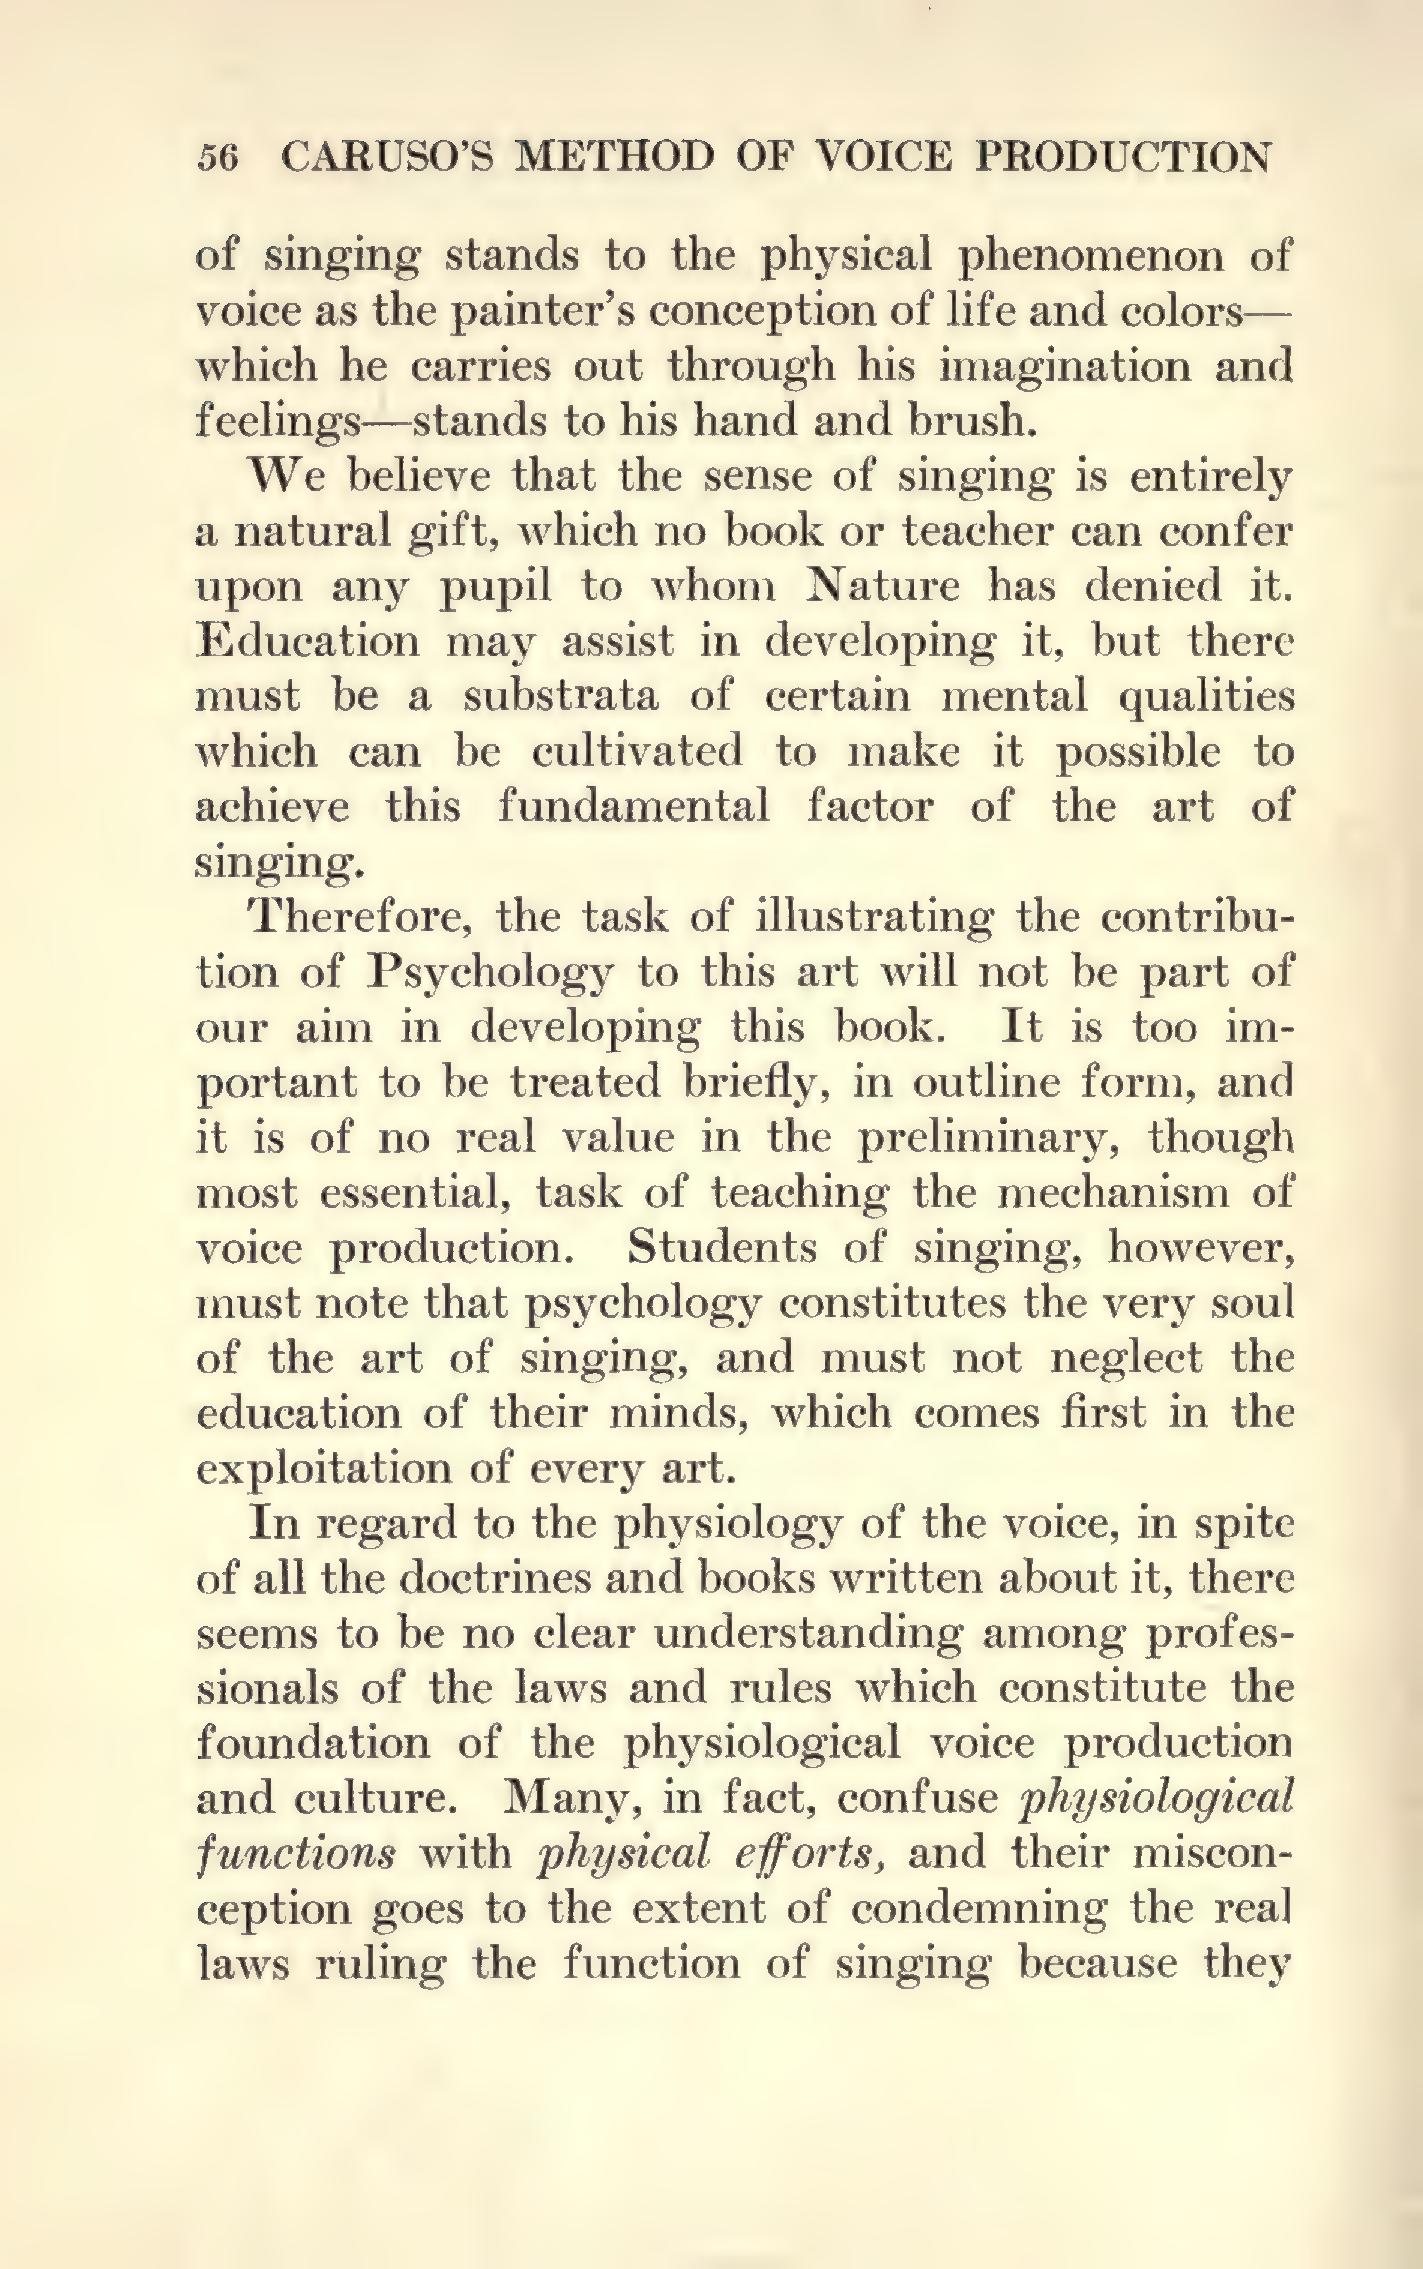 56 CARUSO'S METHOD OF VOICE PRODUCTION
of singing stands to the physical phenomenon of
voice as the painter's conception of life and colors—
which he carries out through his imagination and
feelings—stands to his hand and brush.
We believe that the sense of singing is entirely
a natural gift, which no book or teacher can confer
upon any pupil to whom Nature has denied it.
Education may assist in developing it, but there
must be a substrata of certain mental qualities
which can be cultivated to make it possible to
achieve this fundamental factor of the art of
singing.
Therefore, the task of illustrating the contribu-
tion of Psychology to this art will not be part of
our aim in developing this book. It is too im-
portant to be treated briefly, in outline form, and
it is of no real value in the preliminary, though
most essential, task of teaching the mechanism of
voice production. Students of singing, however,
must note that psychology constitutes the very soul
of the art of singing, and must not neglect the
education of their minds, which comes first in the
exploitation of every art.
In regard to the physiology of the voice, in spite
of all the doctrines and books written about it, there
seems to be no clear understanding among profes-
sionals of the laws and rules which constitute the
foundation of the physiological voice production
and culture. Many, in fact, confuse physiological
functions with physical efforts, and their miscon-
ception goes to the extent of condemning the real
laws ruling the function of singing because they